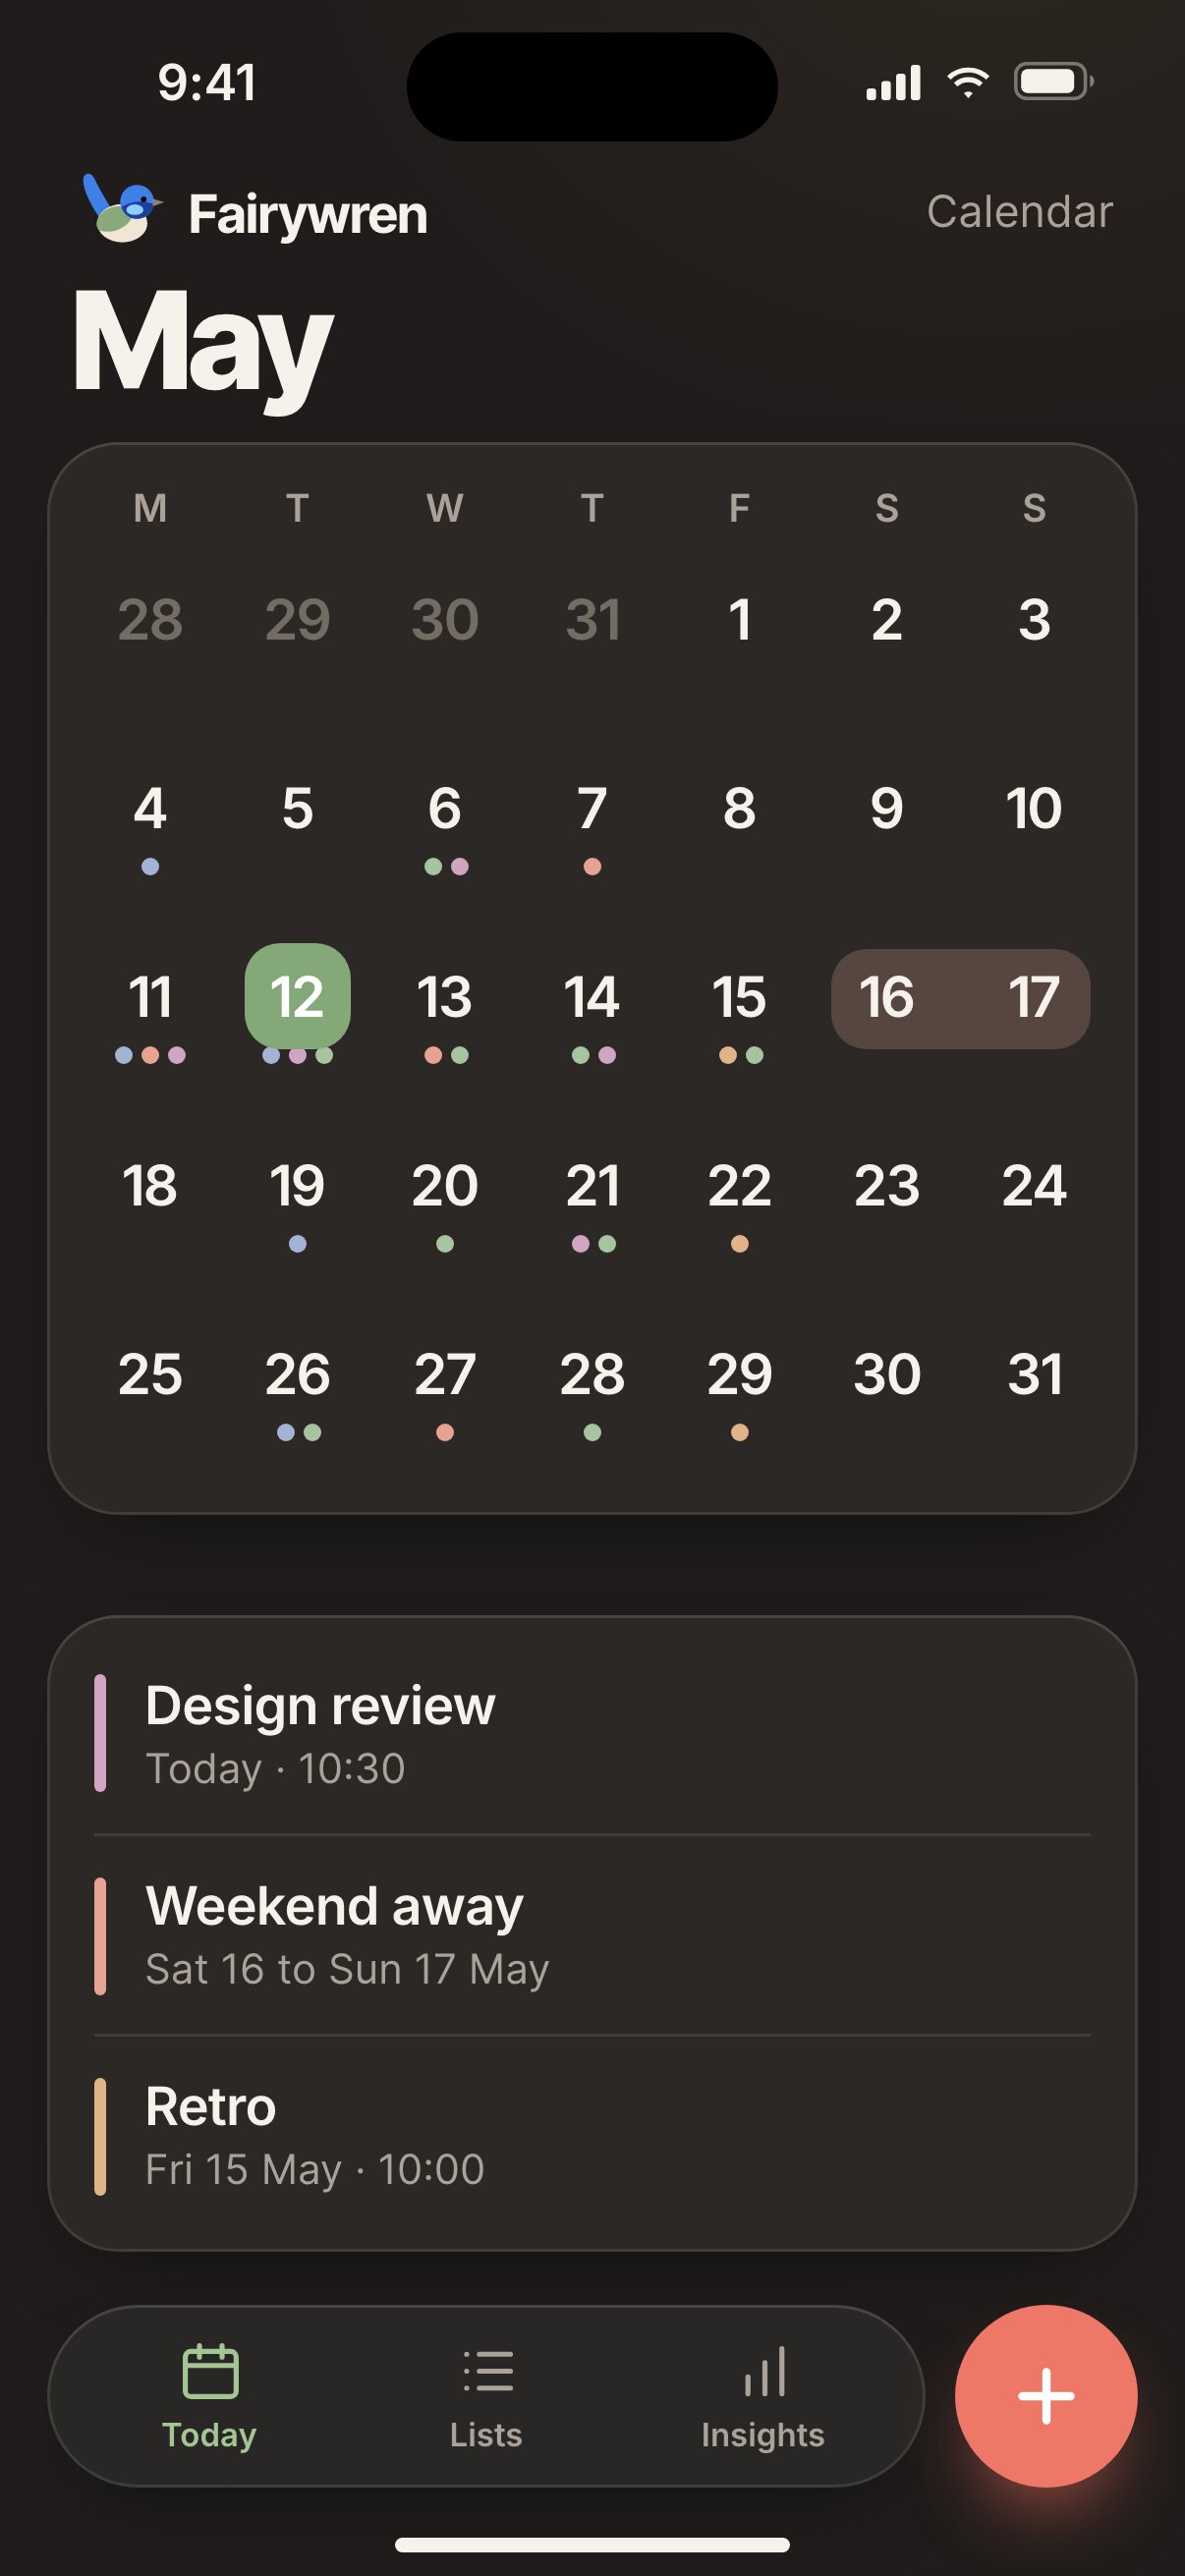 9:41
Fairywren
Calendar
May
M T W T F S S
28 29 30 31 1 2 3
4 5 6 7 8 9 10
11 12 13 14 15 16 17
18 19 20 21 22 23 24
25 26 27 28 29 30 31
Design review
Today · 10:30
Weekend away
Sat 16 to Sun 17 May
Retro
Fri 15 May · 10:00
Today Lists Insights